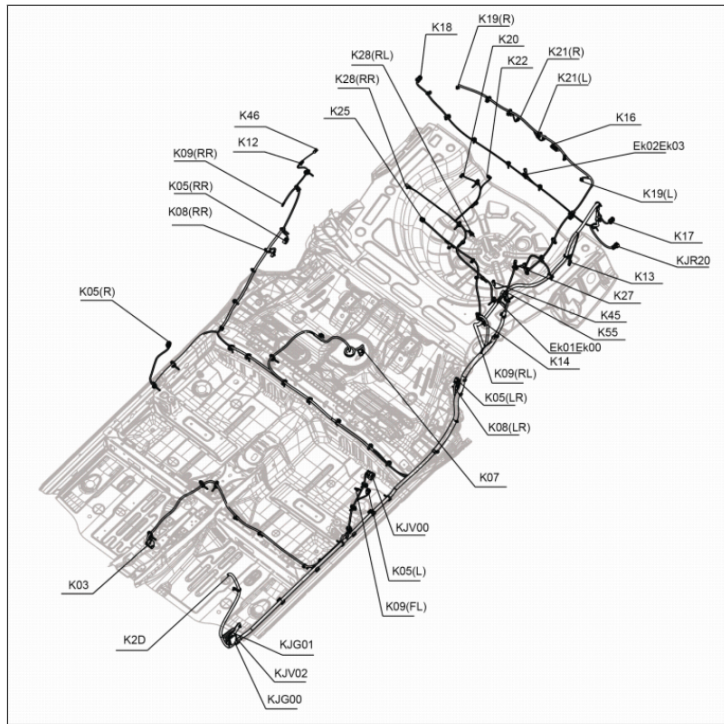 K19(R)
K18
K20
K21(R)
K28(RL)
K22
K28(RR)
K21(L)
K25
K16
K46
K12
Ek02Ek03
K09(RR)
K05(RR)
K19(L)
K08(RR)
K17
KJR20
K13
K05(R)
K27
K45
K55
Ek01Ek00
K14
K09(RL)
K05(LR)
K08(LR)
K07
KJV00
K05(L)
K03
K09(FL)
K2D
KJG01
KJV02
KJG00